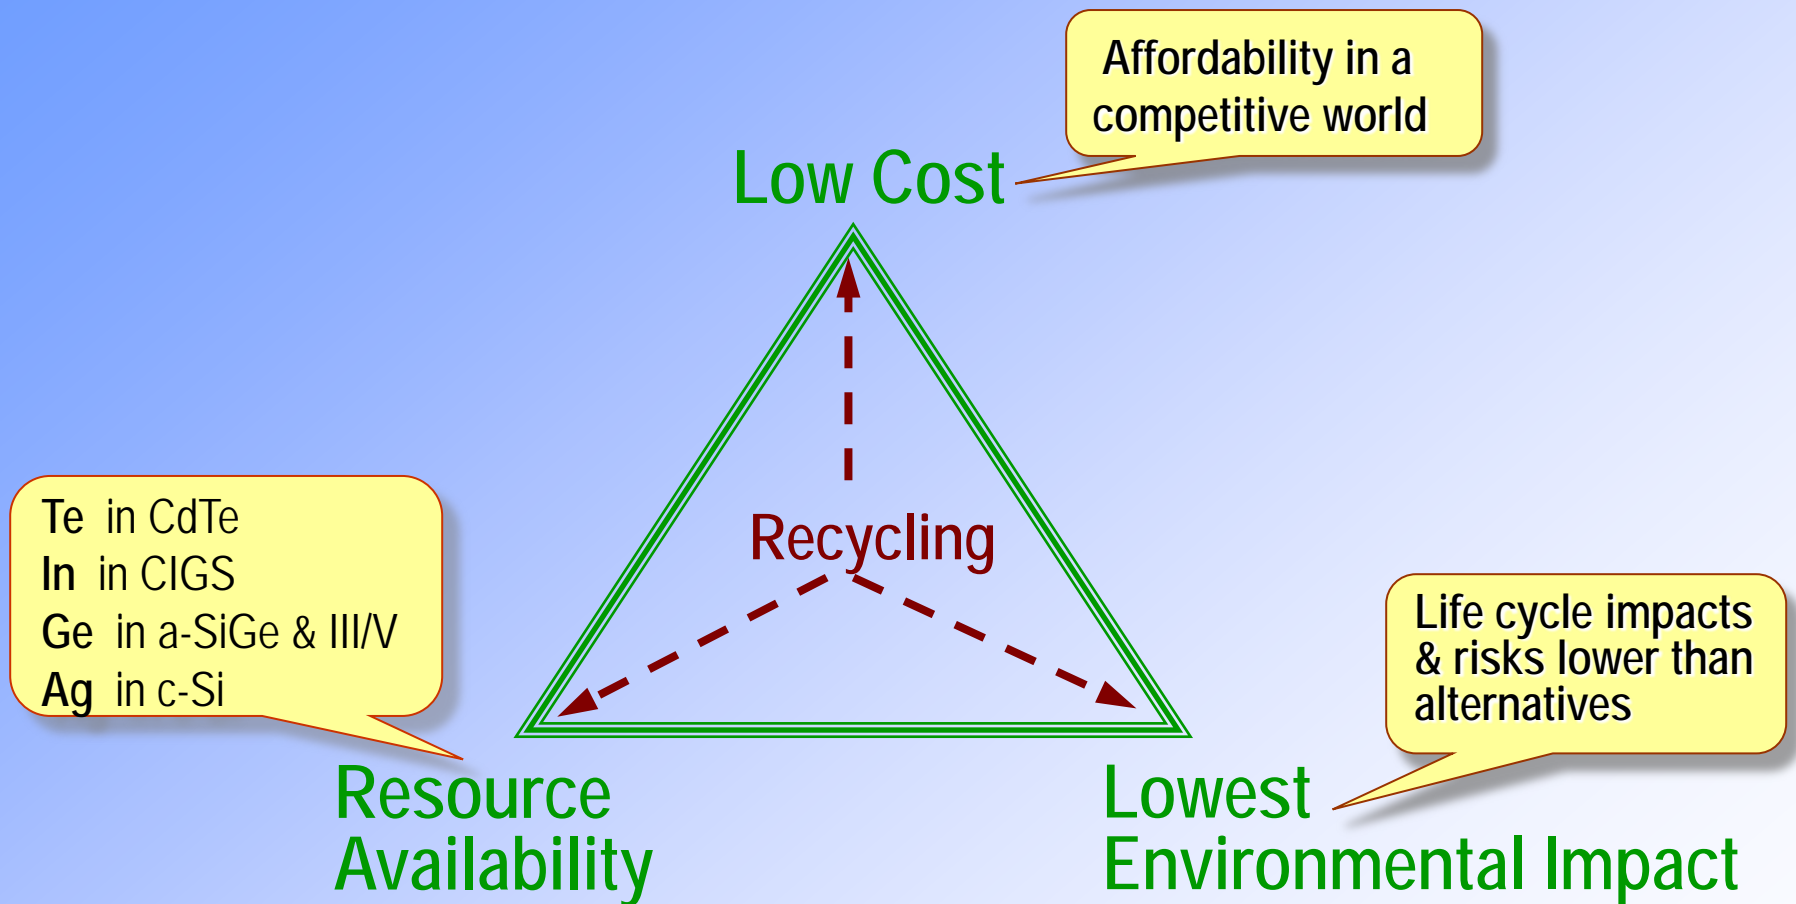 Affordability in a
competitive world
Low Cost
Recycling
Te in CdTe
In in CIGS
Ge in a-SiGe & III/V
Ag in c-Si
Life cycle impacts
& risks lower than
alternatives
Resource
Availability
Lowest
Environmental Impact